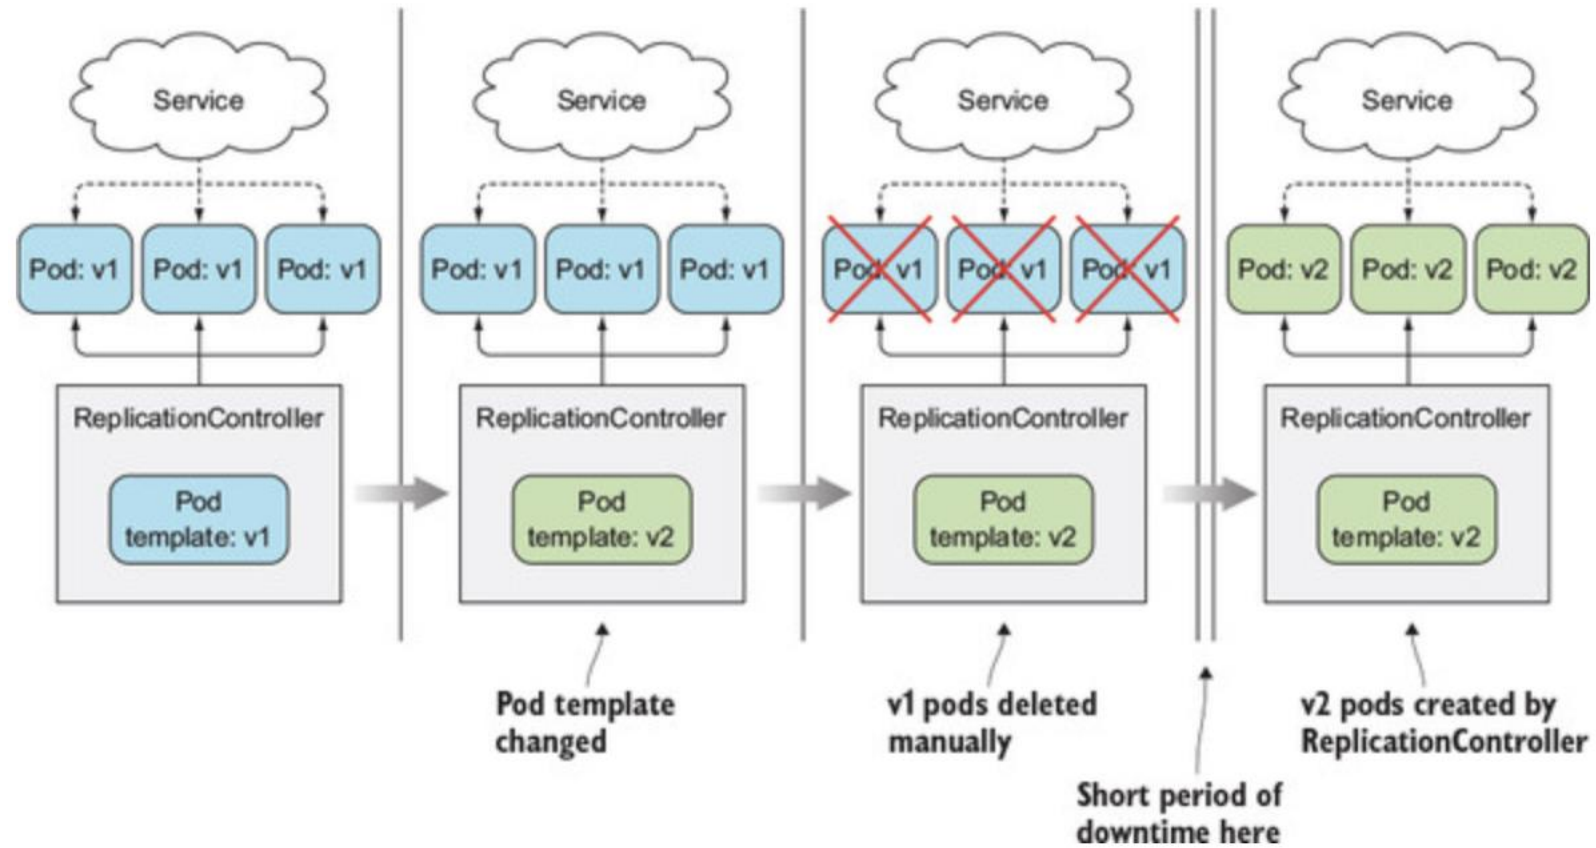 Service
Pod: v1
Pod: v1
Pod: v1
ReplicationController
Pod
template: v1
Service
Pod: v1
Pod: v1
Pod: v1
ReplicationController
Pod
template: v2
Pod template
changed
Service
Pod: v1
Pod: v1
Pod: v1
ReplicationController
Pod
template: v2
v1 pods deleted
manually
Short period of
downtime here
Service
Pod: v2
Pod: v2
Pod: v2
ReplicationController
Pod
template: v2
v2 pods created by
ReplicationController